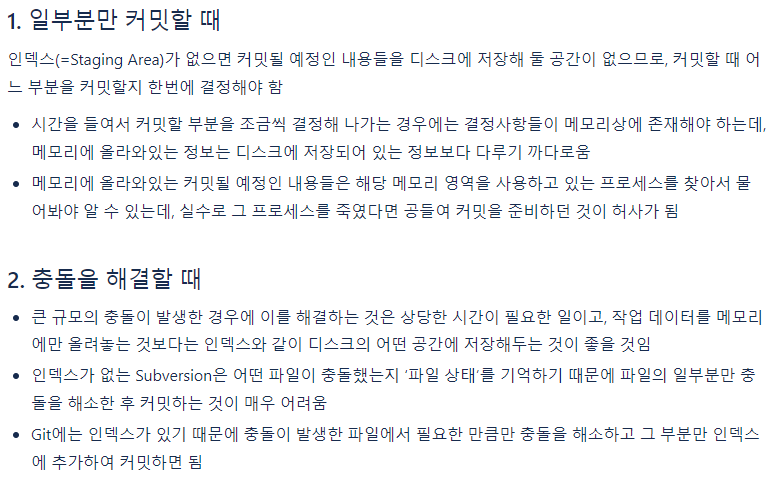 1. 일부분만 커밋할 때
인덱스(=Staging Area)가 없으면 커밋될 예정인 내용들을 디스크에 저장해 둘 공간이 없으므로, 커밋할 때 어
느 부분을 커밋할지 한번에 결정해야 함
• 시간을 들여서 커밋할 부분을 조금씩 결정해 나가는 경우에는 결정사항들이 메모리상에 존재해야 하는데,
메모리에 올라와있는 정보는 디스크에 저장되어 있는 정보보다 다루기 까다로움
• 메모리에 올라와있는 커밋될 예정인 내용들은 해당 메모리 영역을 사용하고 있는 프로세스를 찾아서 물
어봐야 알 수 있는데, 실수로 그 프로세스를 죽였다면 공들여 커밋을 준비하던 것이 허사가 됨
2. 충돌을 해결할 때
• 큰 규모의 충돌이 발생한 경우에 이를 해결하는 것은 상당한 시간이 필요한 일이고, 작업 데이터를 메모리
에만 올려놓는 것보다는 인덱스와 같이 디스크의 어떤 공간에 저장해두는 것이 좋을 것임
• 인덱스가 없는 Subversion은 어떤 파일이 충돌했는지 ‘파일 상태’를 기억하기 때문에 파일의 일부분만 충
돌을 해소한 후 커밋하는 것이 매우 어려움
• Git에는 인덱스가 있기 때문에 충돌이 발생한 파일에서 필요한 만큼만 충돌을 해소하고 그 부분만 인덱스
에 추가하여 커밋하면 됨